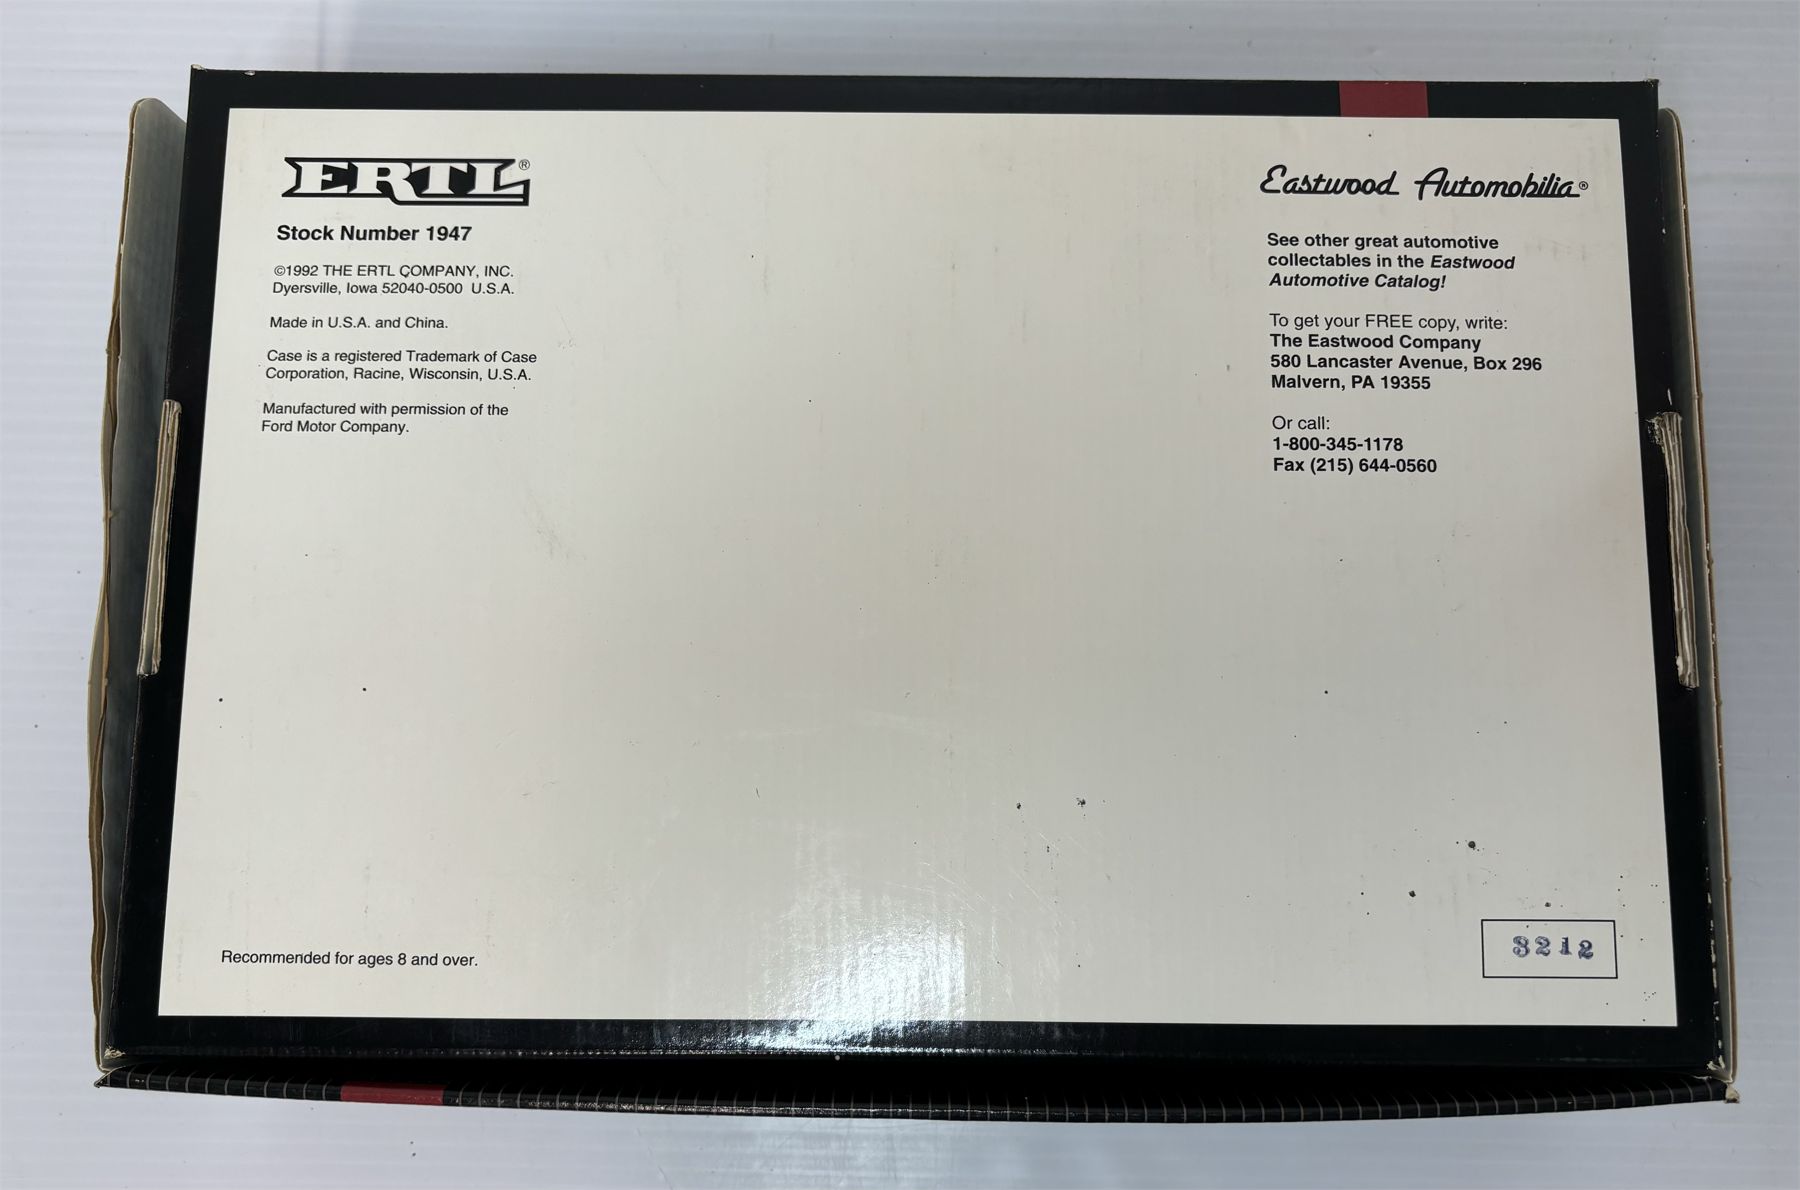 ERTL®
Stock Number 1947
©1992 THE ERTL COMPANY, INC.
Dyersville, Iowa 52040-0500 U.S.A.
Made in U.S.A. and China.
Case is a registered Trademark of Case
Corporation, Racine, Wisconsin, U.S.A.
Manufactured with permission of the
Ford Motor Company.
Recommended for ages 8 and over.
Eastwood Automobilia®
See other great automotive
collectables in the Eastwood
Automotive Catalog!
To get your FREE copy, write:
The Eastwood Company
580 Lancaster Avenue, Box 296
Malvern, PA 19355
Or call:
1-800-345-1178
Fax (215) 644-0560
3212